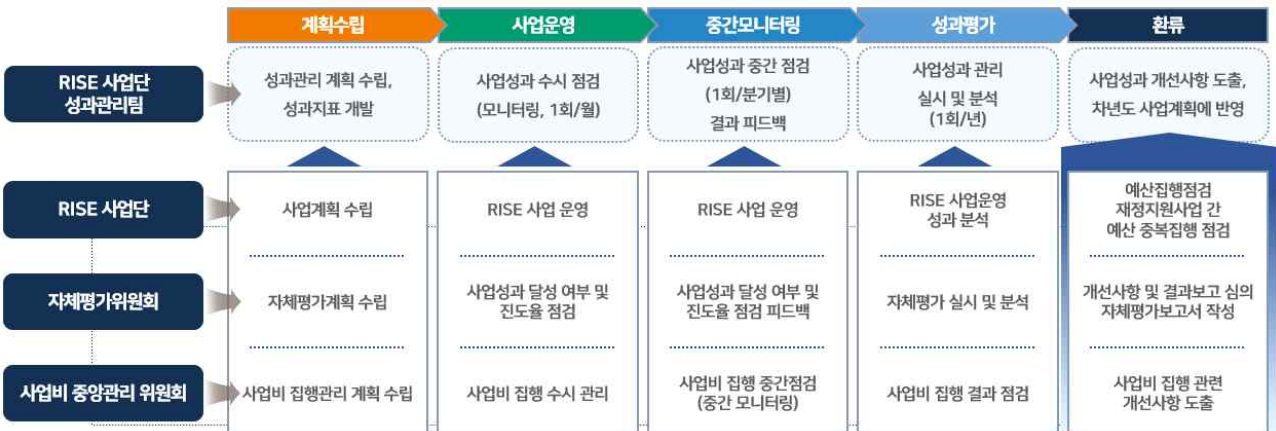 계획수립
사업운영
중간모니터링
성과평가
환류
RISE 사업단
성과관리팀
성과관리 계획 수립,
성과지표 개발
사업성과 수시 점검
(모니터링, 1회/월)
사업성과 중간 점검
(1회/분기별)
결과 피드백
사업성과 관리
실시 및 분석
(1회/년)
사업성과 개선사항 도출,
차년도 사업계획에 반영
RISE 사업단
사업계획 수립
RISE 사업 운영
RISE 사업 운영
RISE 사업운영
성과 분석
예산집행점검
재정지원사업 간
예산 중복집행 점검
자체평가위원회
자체평가계획 수립
사업성과 달성 여부 및
진도율 점검
사업성과 달성 여부 및
진도율 점검 피드백
자체평가 실시 및 분석
개선사항 및 결과보고 심의
자체평가보고서 작성
사업비 중앙관리 위원회
사업비 집행관리 계획 수립
사업비 집행 수시 관리
사업비 집행 중간점검
(중간 모니터링)
사업비 집행 결과 점검
사업비 집행 관련
개선사항 도출